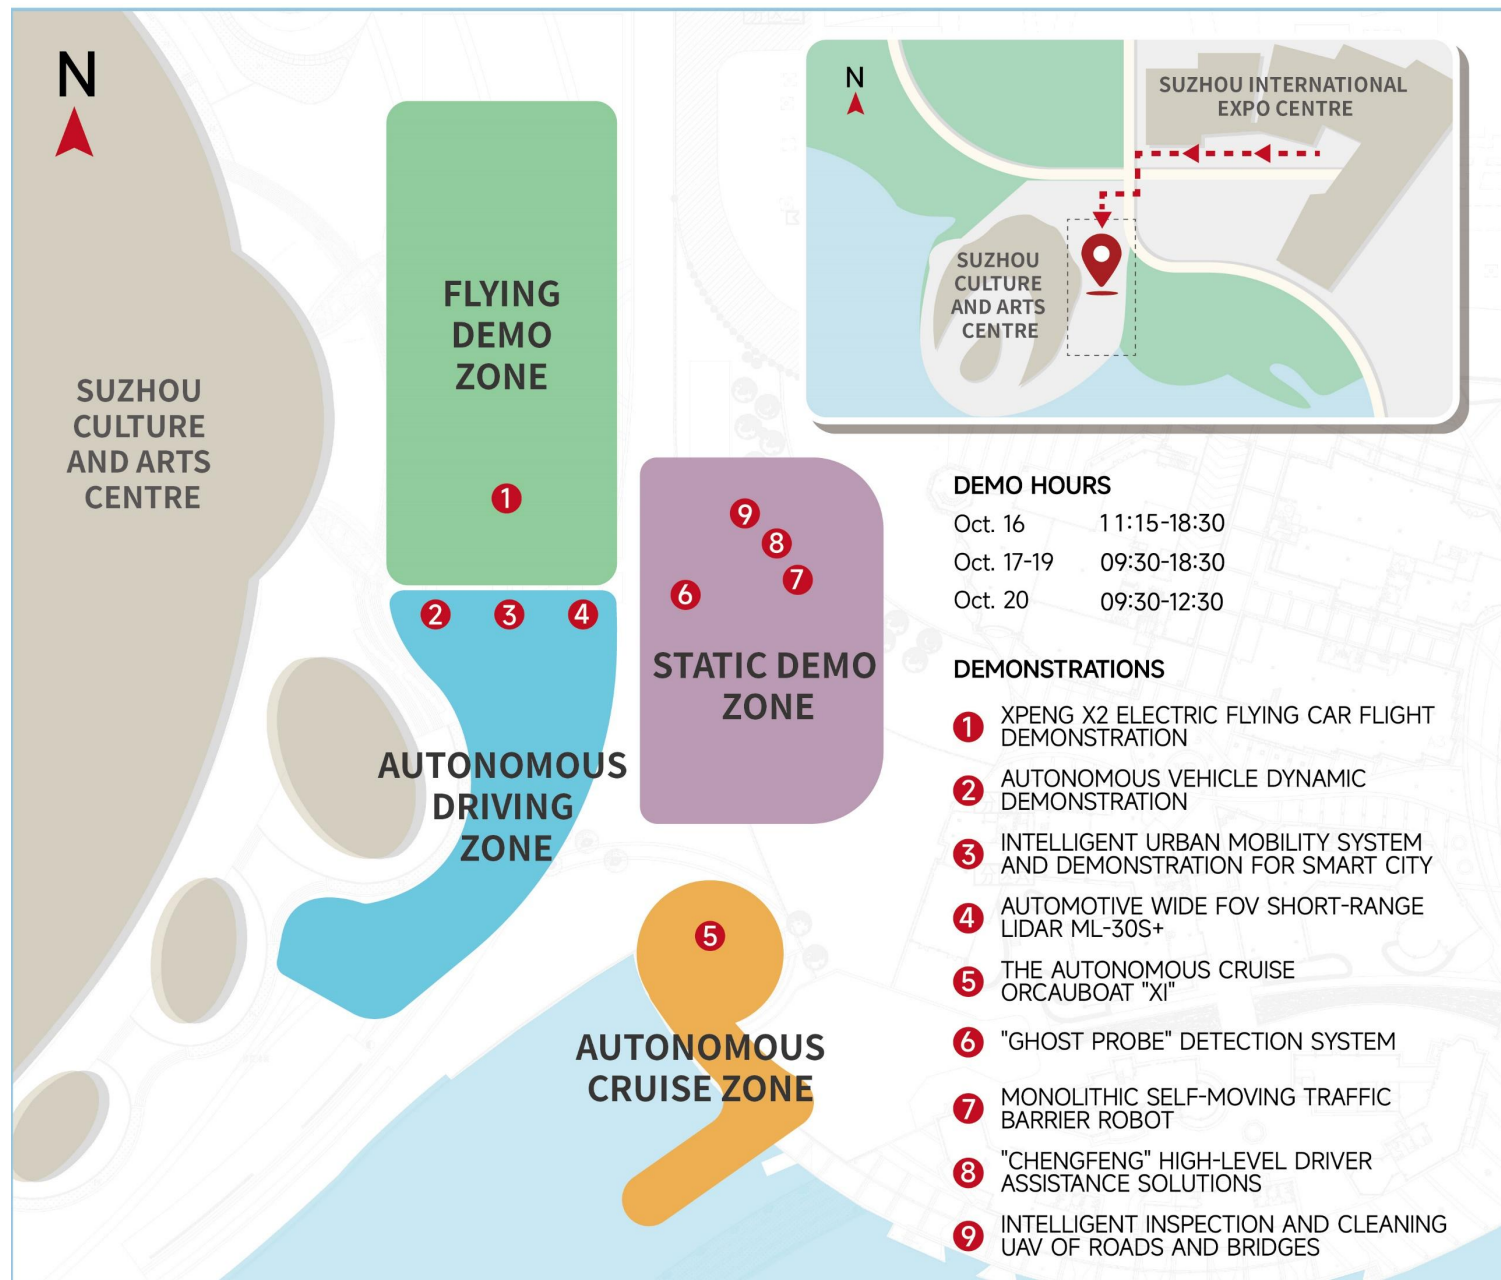 N
N
SUZHOU INTERNATIONAL
EXPO CENTRE
SUZHOU
CULTURE
AND ARTS
CENTRE
FLYING
DEMO
ZONE
1
SUZHOU
CULTURE
AND ARTS
CENTRE
2
3
4
9
8
7
6
STATIC DEMO
ZONE
AUTONOMOUS
DRIVING
ZONE
5
AUTONOMOUS
CRUISE ZONE
DEMO HOURS
Oct. 16 11:15-18:30
Oct. 17-19 09:30-18:30
Oct. 20 09:30-12:30
DEMONSTRATIONS
1 XPENG X2 ELECTRIC FLYING CAR FLIGHT
DEMONSTRATION
2 AUTONOMOUS VEHICLE DYNAMIC
DEMONSTRATION
3 INTELLIGENT URBAN MOBILITY SYSTEM
AND DEMONSTRATION FOR SMART CITY
4 AUTOMOTIVE WIDE FOV SHORT-RANGE
LIDAR ML-30S+
5 THE AUTONOMOUS CRUISE
ORCAUBOAT "XI"
6 "GHOST PROBE" DETECTION SYSTEM
7 MONOLITHIC SELF-MOVING TRAFFIC
BARRIER ROBOT
8 "CHENGFENG" HIGH-LEVEL DRIVER
ASSISTANCE SOLUTIONS
9 INTELLIGENT INSPECTION AND CLEANING
UAV OF ROADS AND BRIDGES